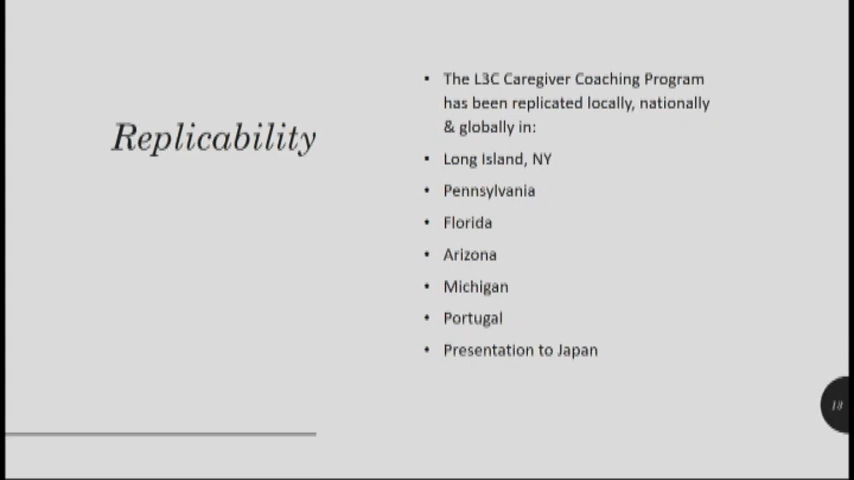 Replicability
• The L3C Caregiver Coaching Program
has been replicated locally, nationally
& globally in:
• Long Island, NY
• Pennsylvania
• Florida
• Arizona
• Michigan
• Portugal
• Presentation to Japan